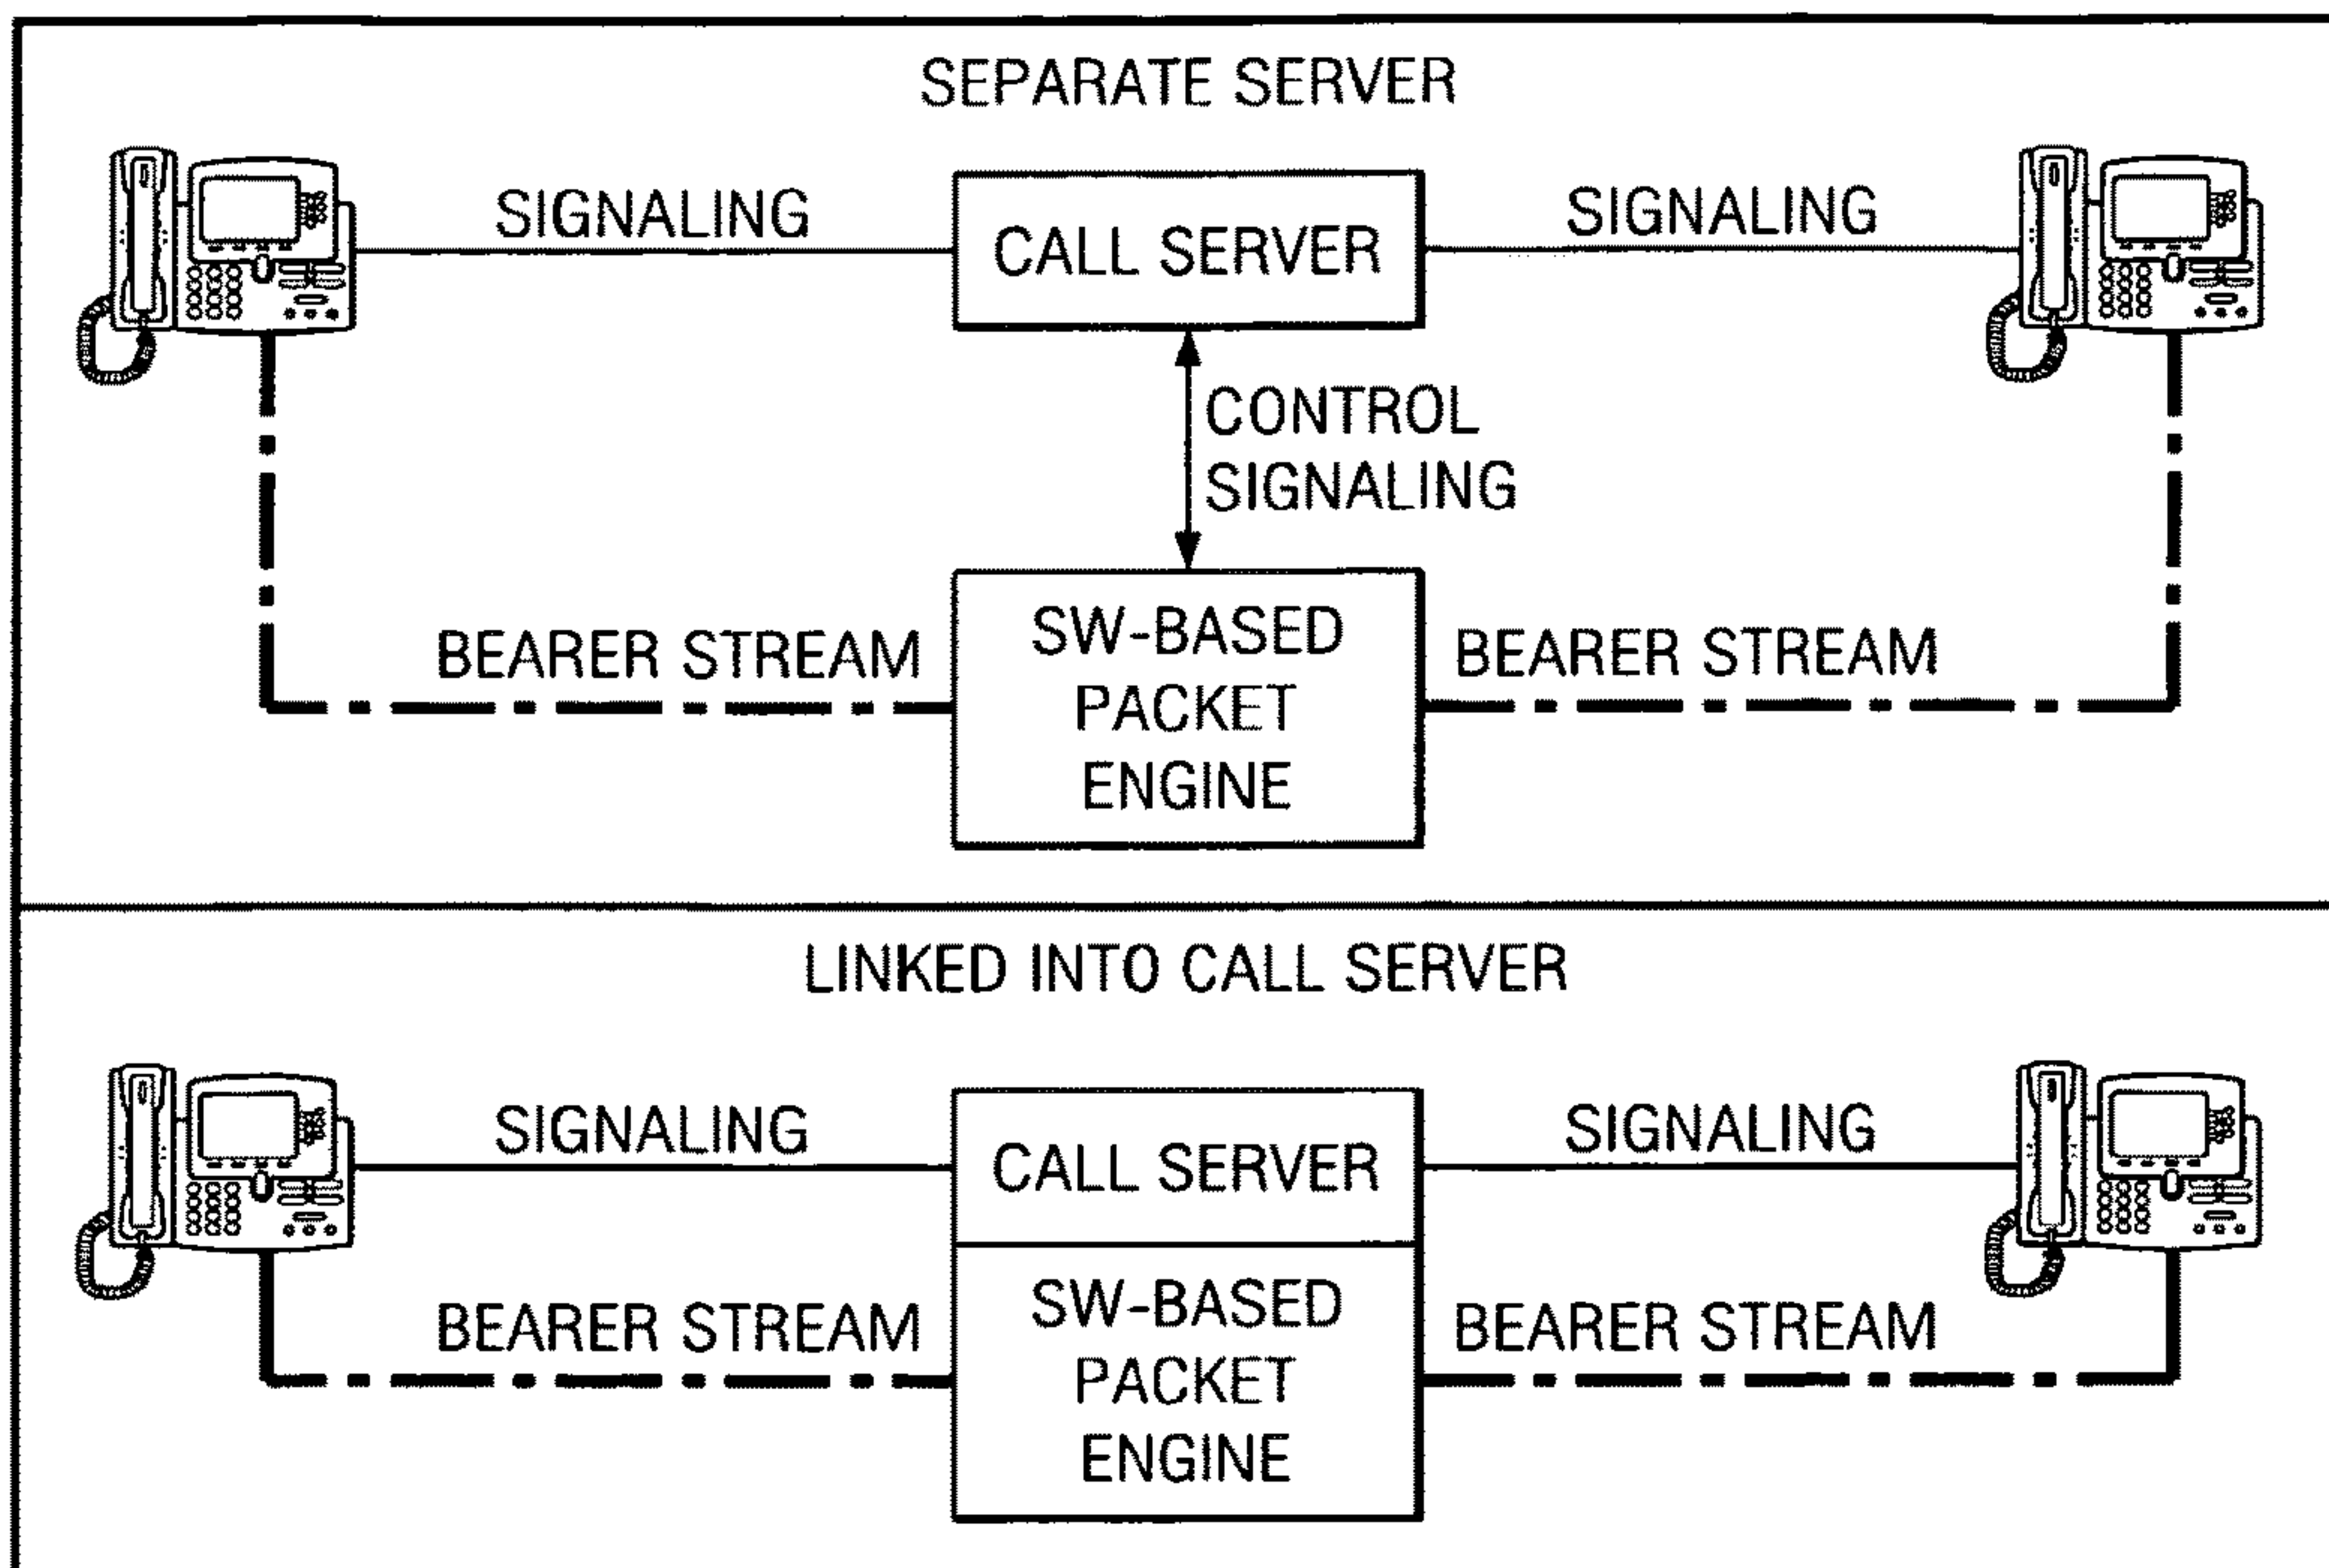 SEPARATE SERVER
SIGNALING
CALL SERVER
SIGNALING
CONTROL
SIGNALING
BEARER STREAM
SW-BASED
PACKET
ENGINE
BEARER STREAM
LINKED INTO CALL SERVER
SIGNALING
CALL SERVER
SIGNALING
BEARER STREAM
SW-BASED
PACKET
ENGINE
BEARER STREAM